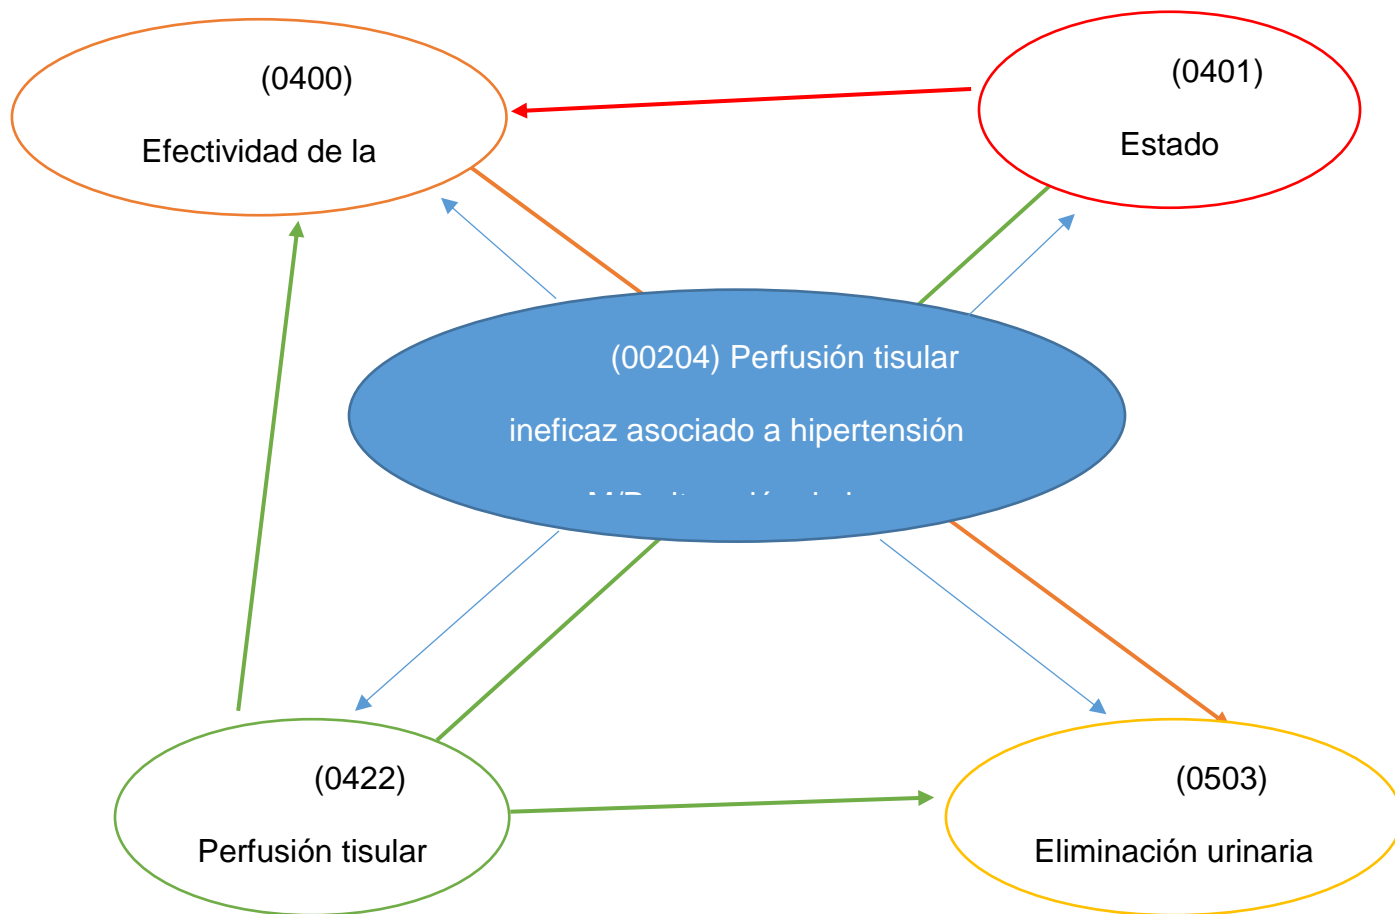 (0400)
Efectividad de la
(0401)
Estado
(00204) Perfusión tisular
ineficaz asociado a hipertensión
(0422)
Perfusión tisular
(0503)
Eliminación urinaria